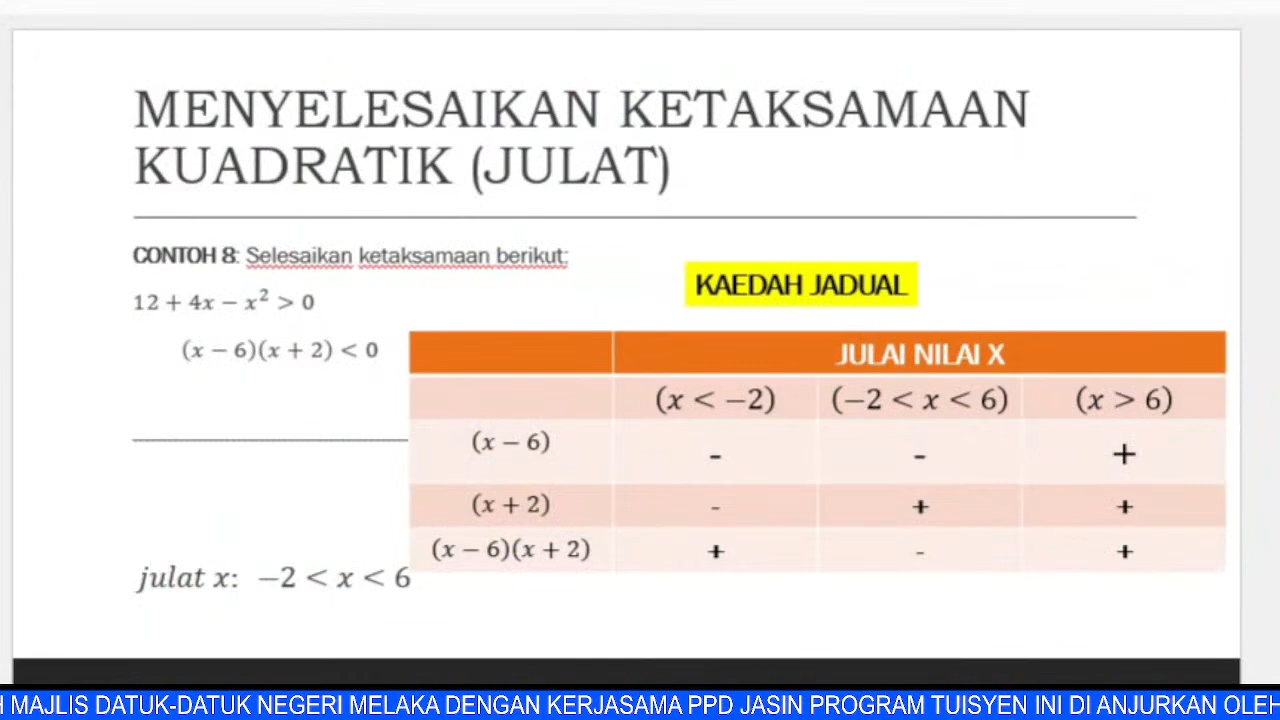 MENYELESAIKAN KETAKSAMAAN
KUADRATIK (JULAT)
CONTOH 8: Selesaikan ketaksamaan berikut:
12 + 4x − x² > 0
(x − 6)(x + 2) < 0
KAEDAH JADUAL
JULAI NILAI X
(x < −2) (−2 < x < 6) (x > 6)
(x − 6) - - +
(x + 2) - + +
(x − 6)(x + 2) + - +
julat x: −2 < x < 6
H MAJLIS DATUK-DATUK NEGERI MELAKA DENGAN KERJASAMA PPD JASIN PROGRAM TUISYEN INI DI ANJURKAN OLEH